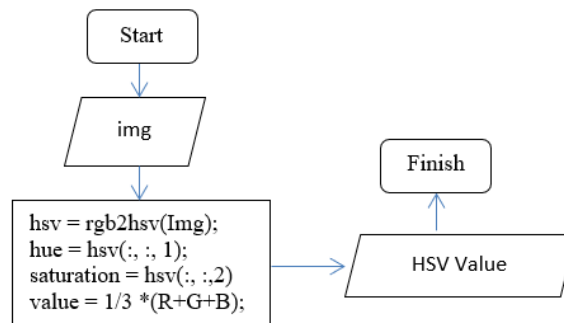 Start
img
hsv = rgb2hsv(Img);
hue = hsv(:, :, 1);
saturation = hsv(:, :,2)
value = 1/3 *(R+G+B);
HSV Value
Finish